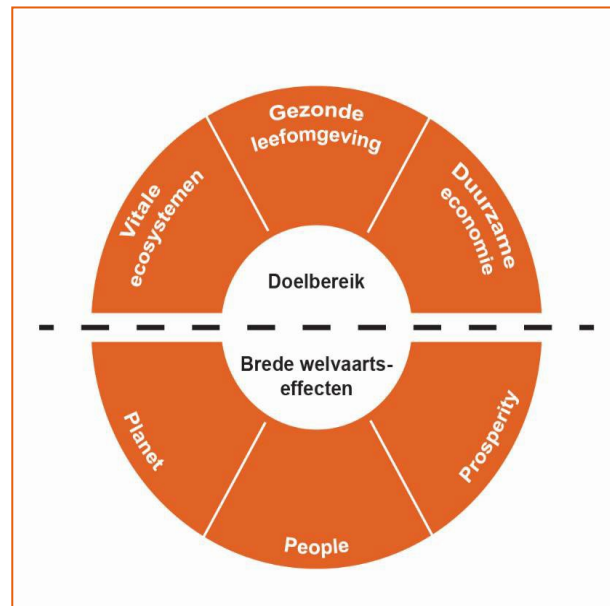 Gezonde
leefomgeving
Vitale
ecosystemen
Duurzame
economie
Doelbereik
Brede welvaarts-
effecten
Planet
People
Prosperity